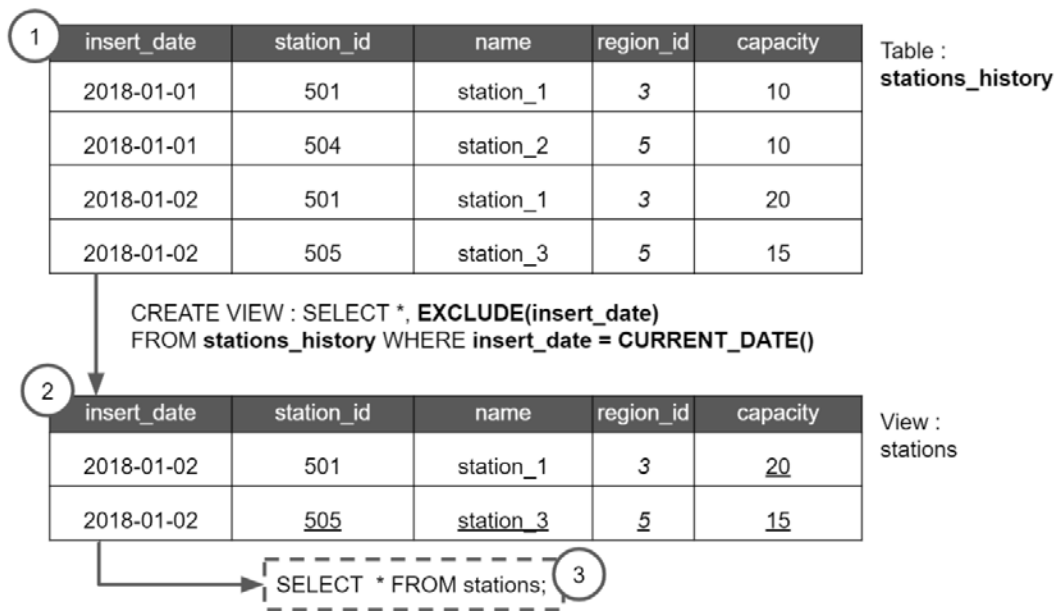 1
insert_date station_id name region_id capacity
Table :
stations_history
2018-01-01 501 station_1 3 10
2018-01-01 504 station_2 5 10
2018-01-02 501 station_1 3 20
2018-01-02 505 station_3 5 15
CREATE VIEW : SELECT *, EXCLUDE(insert_date)
FROM stations_history WHERE insert_date = CURRENT_DATE()
2
insert_date station_id name region_id capacity
View :
stations
2018-01-02 501 station_1 3 20
2018-01-02 505 station_3 5 15
SELECT * FROM stations;
3